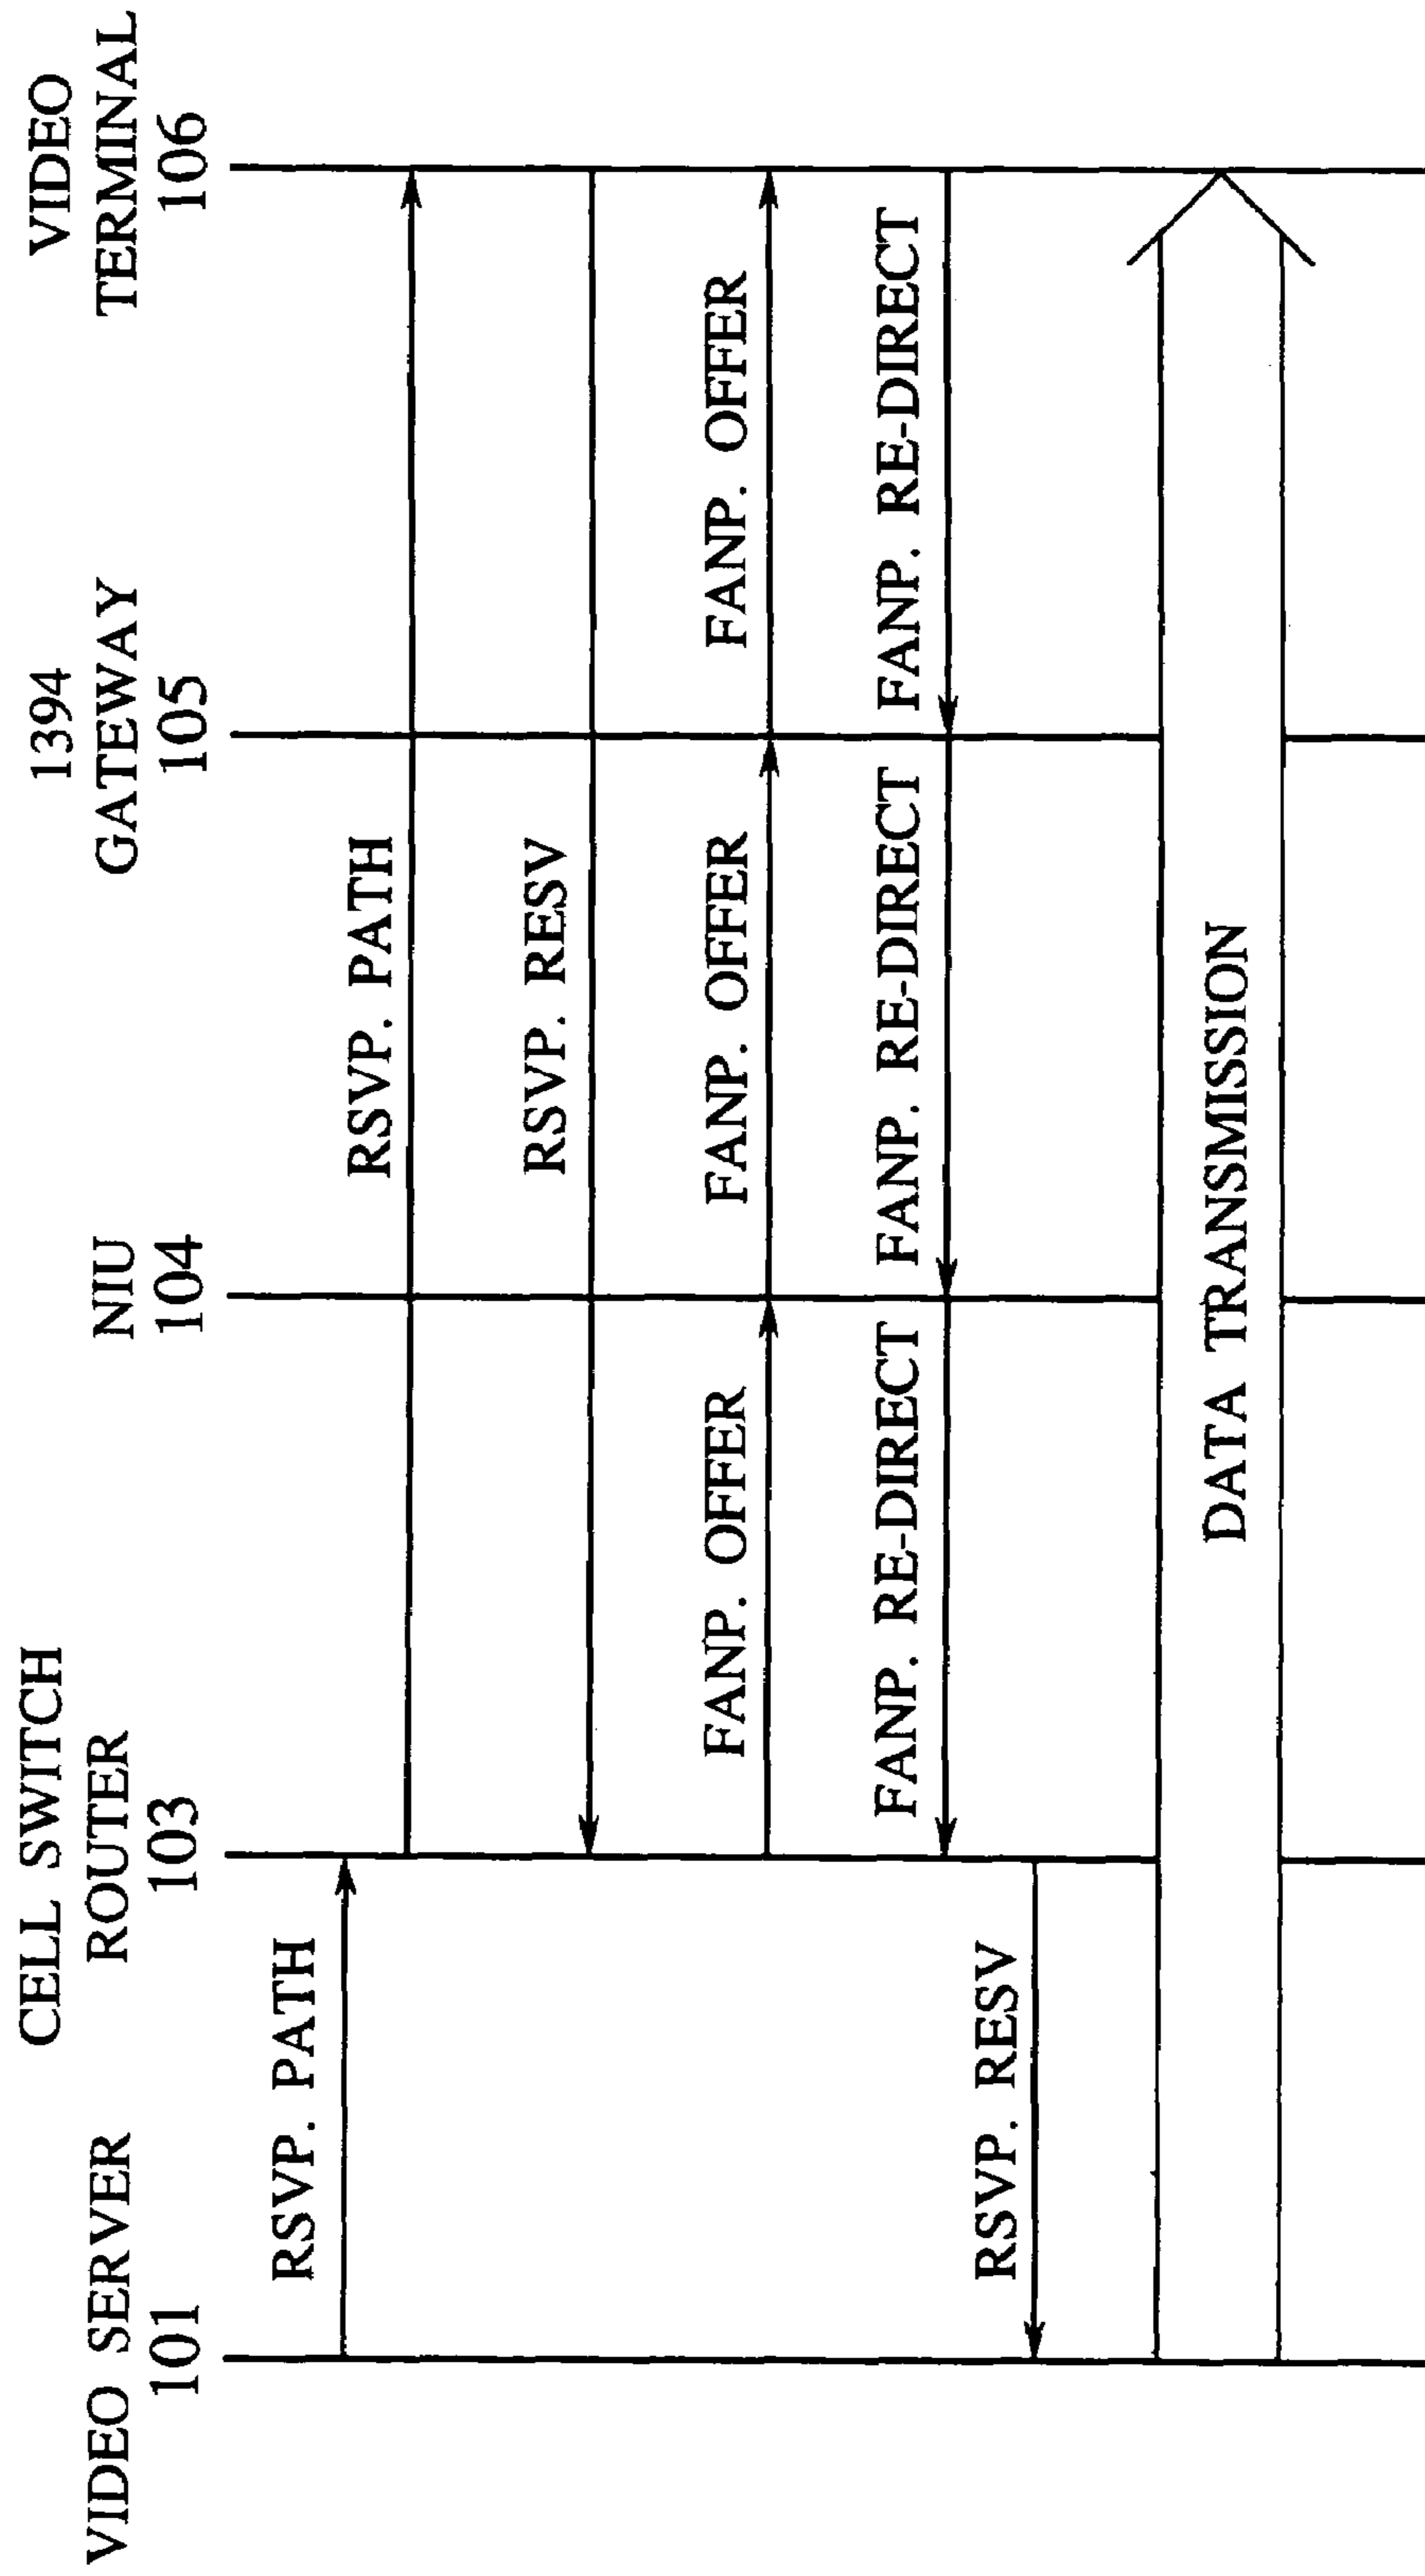 VIDEO SERVER
101
CELL SWITCH
ROUTER
103
NIU
104
1394
GATEWAY
105
VIDEO
TERMINAL
106
RSVP. PATH
RSVP. PATH
RSVP. RESV
FANP. OFFER
FANP. OFFER
FANP. OFFER
FANP. RE-DIRECT
FANP. RE-DIRECT
FANP. RE-DIRECT
RSVP. RESV
DATA TRANSMISSION